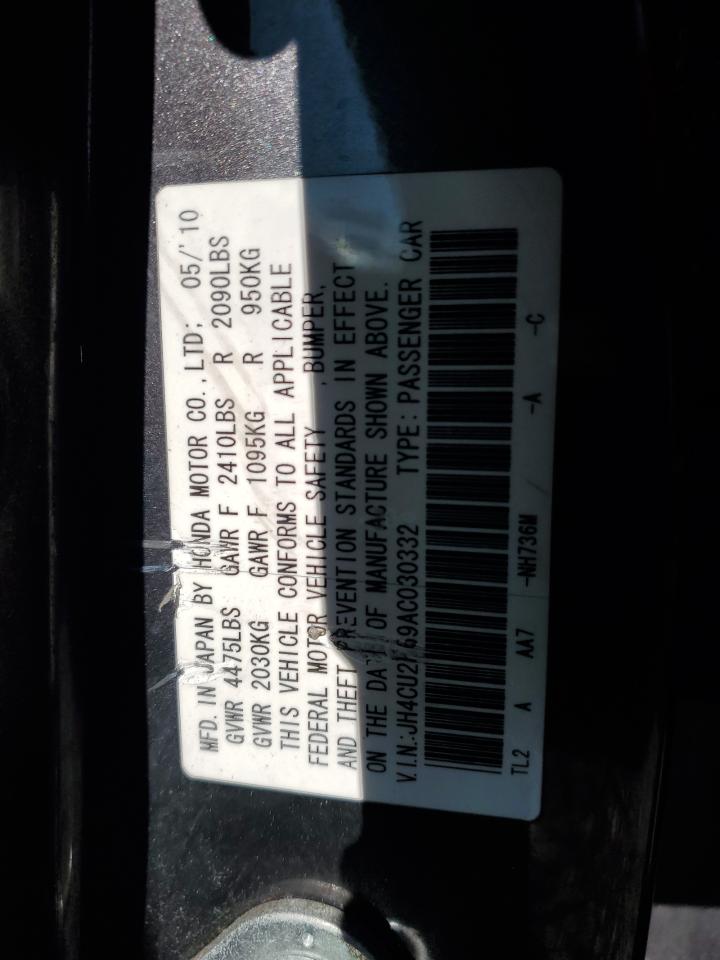 MFD. IN JAPAN BY HONDA MOTOR CO., LTD; 05/'10
GVWR 4475LBS GAWR F 2410LBS R 2090LBS
GVWR 2030KG GAWR F 1095KG R 950KG
THIS VEHICLE CONFORMS TO ALL APPLICABLE
FEDERAL MOTOR VEHICLE SAFETY , BUMPER,
AND THEFT PREVENTION STANDARDS IN EFFECT
ON THE DATE OF MANUFACTURE SHOWN ABOVE.
V.I.N.:JH4CU2F69AC030332 TYPE: PASSENGER CAR
TL2 A AA7 -NH736M -A -C